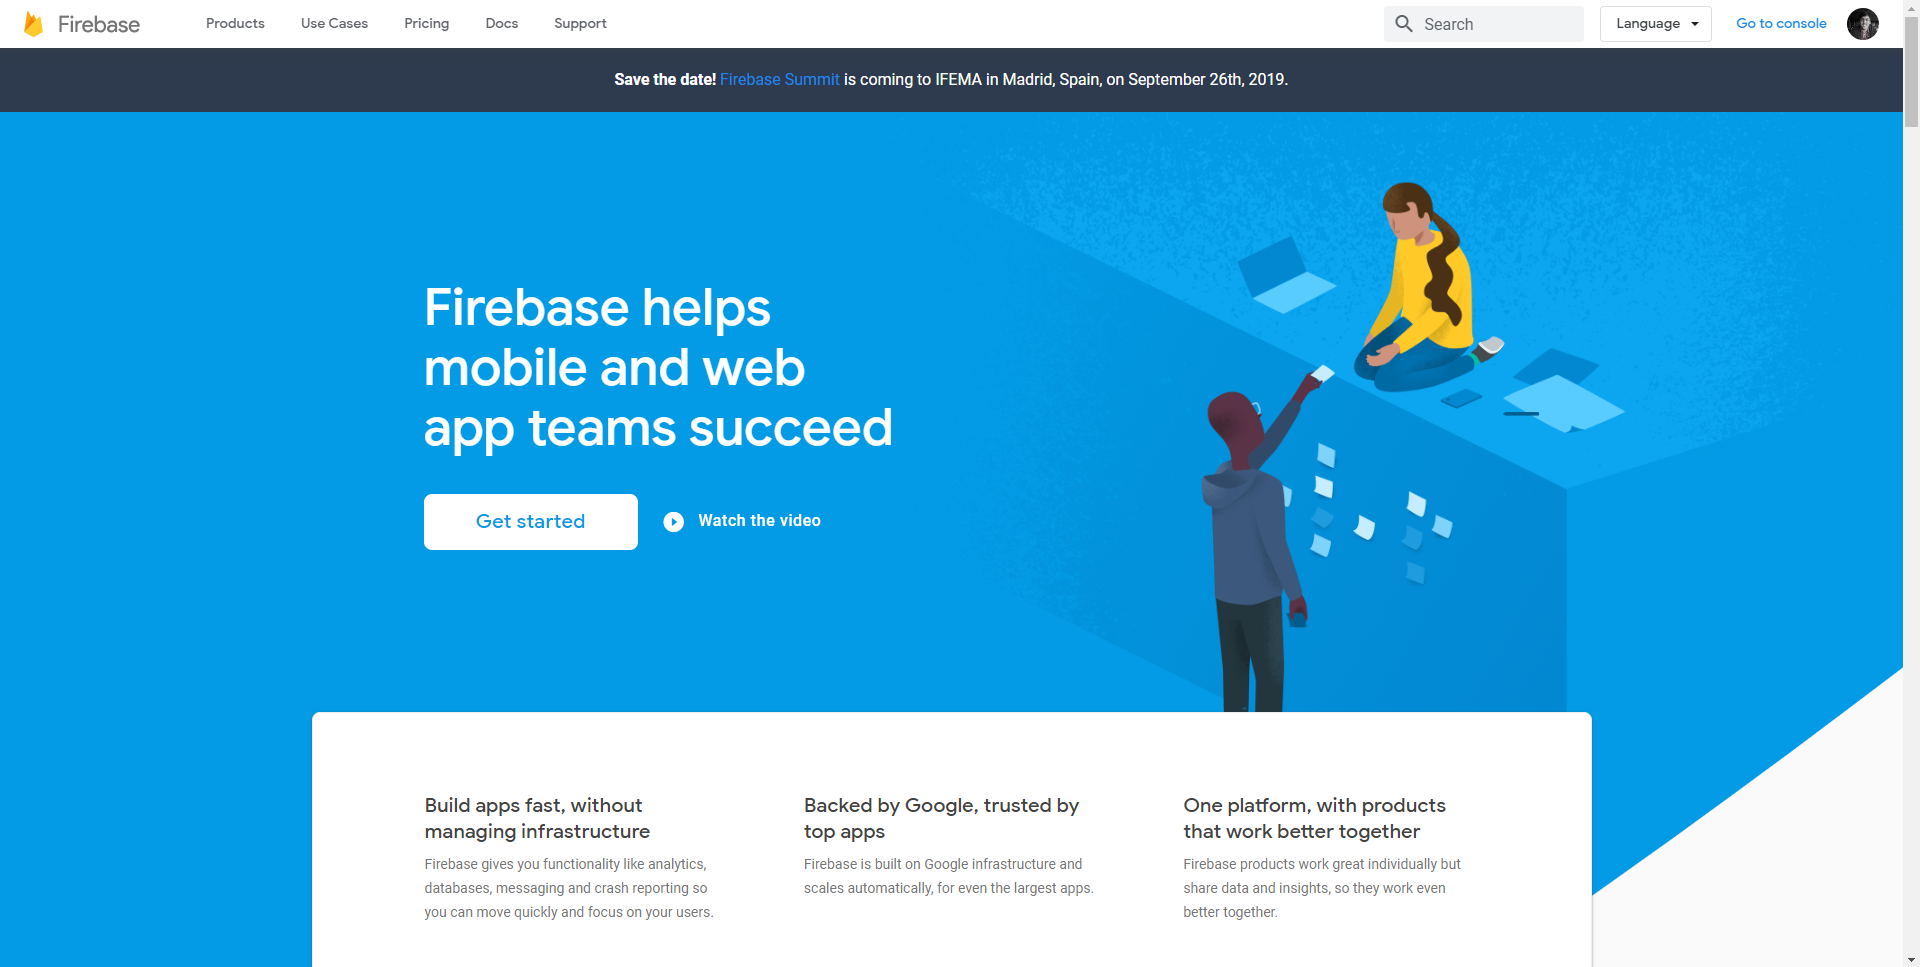 Firebase
Products
Use Cases
Pricing
Docs
Support
Search
Language
Go to console
Save the date! Firebase Summit is coming to IFEMA in Madrid, Spain, on September 26th, 2019.
Firebase helps
mobile and web
app teams succeed
Get started
Watch the video
Build apps fast, without
managing infrastructure
Firebase gives you functionality like analytics,
databases, messaging and crash reporting so
you can move quickly and focus on your users.
Backed by Google, trusted by
top apps
Firebase is built on Google infrastructure and
scales automatically, for even the largest apps.
One platform, with products
that work better together
Firebase products work great individually but
share data and insights, so they work even
better together.